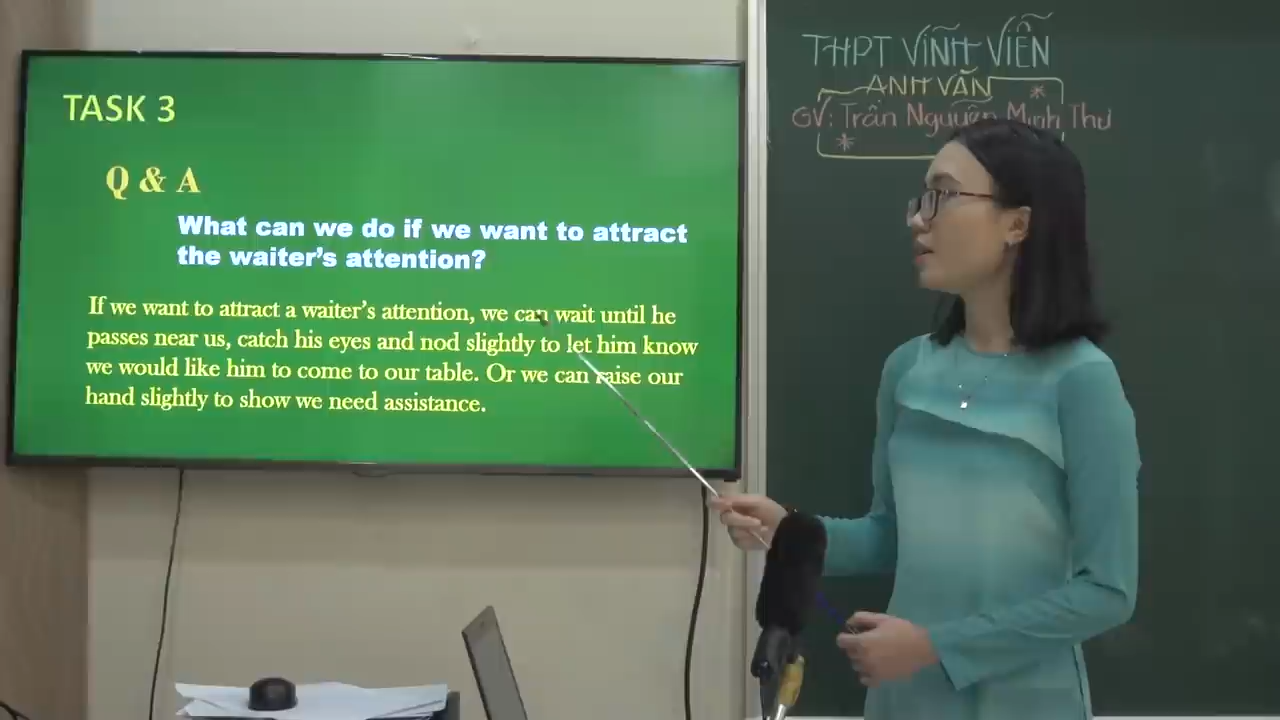 TASK 3
Q & A
What can we do if we want to attract
the waiter's attention?
If we want to attract a waiter's attention, we can wait until he
passes near us, catch his eyes and nod slightly to let him know
we would like him to come to our table. Or we can raise our
hand slightly to show we need assistance.
THPT VĨNH VIỄN
ANH VĂN
GV: Trần Nguyễn Minh Thư